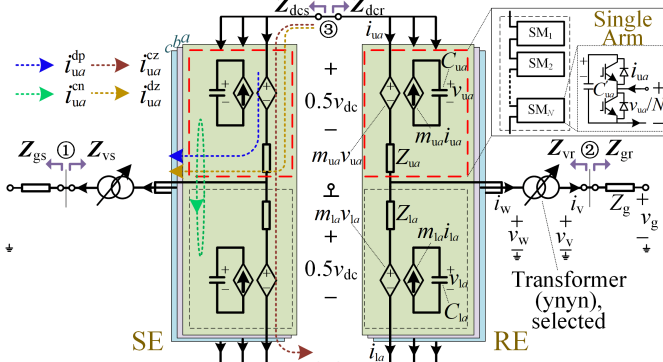 Z_dcs Z_dcr
③
c b a
i_ua
Single
Arm
SM_1
SM_2
SM_N
C_ua
i_ua
v_ua/N
i_ua^dp i_ua^cz
i_ua^cn i_ua^dz
+
0.5v_dc
−
C_ua
v_ua
m_ua i_ua
m_ua v_ua
Z_ua
Z_gs ① Z_vs
Z_vr ② Z_gr
i_w
i_v
Z_g
+
v_w
+
v_v
+
v_g
−
m_la v_la
Z_la
m_la i_la
+
0.5v_dc
−
v_la
C_la
Transformer
(ynyn),
selected
SE
RE
i_la